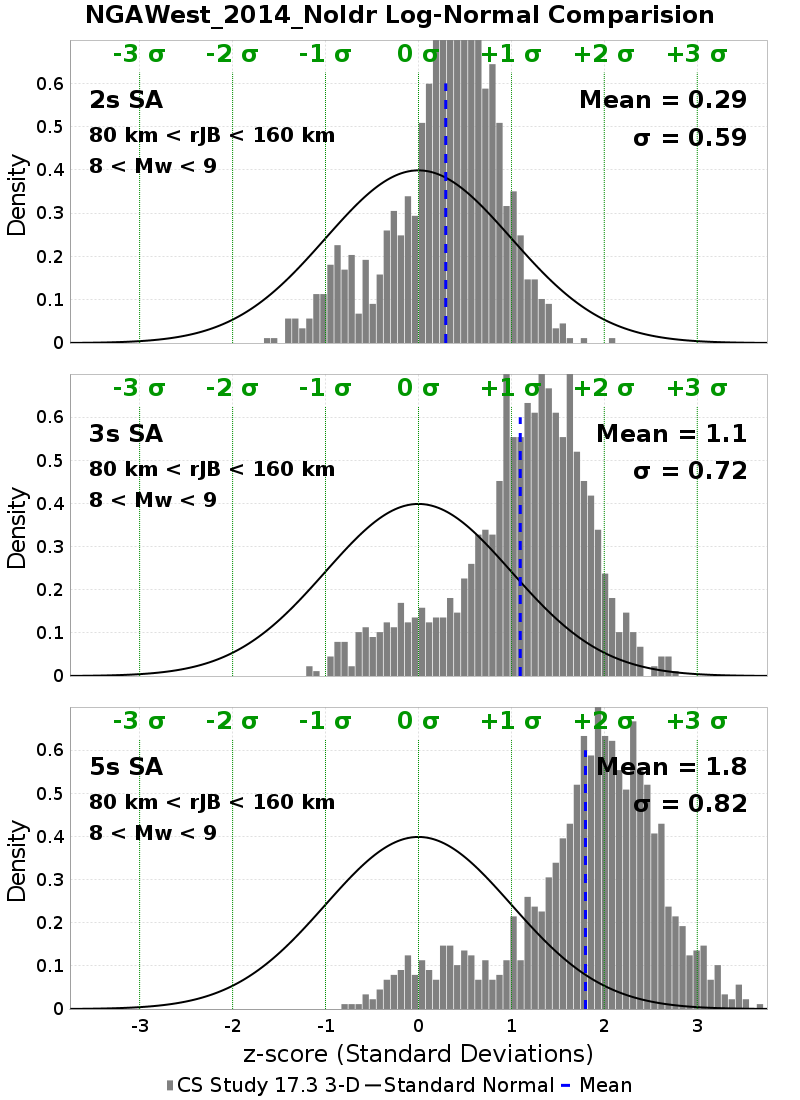 NGAWest_2014_NoIdr Log-Normal Comparision
-3 σ -2 σ -1 σ 0 σ +1 σ +2 σ +3 σ
2s SA
Mean = 0.29
80 km < rJB < 160 km
σ = 0.59
8 < Mw < 9
0.6
0.5
0.4
0.3
0.2
0.1
0
Density
-3 σ -2 σ -1 σ 0 σ +1 σ +2 σ +3 σ
3s SA
Mean = 1.1
80 km < rJB < 160 km
σ = 0.72
8 < Mw < 9
0.6
0.5
0.4
0.3
0.2
0.1
0
Density
-3 σ -2 σ -1 σ 0 σ +1 σ +2 σ +3 σ
5s SA
Mean = 1.8
80 km < rJB < 160 km
σ = 0.82
8 < Mw < 9
0.6
0.5
0.4
0.3
0.2
0.1
0
Density
-3 -2 -1 0 1 2 3
z-score (Standard Deviations)
CS Study 17.3 3-D Standard Normal Mean